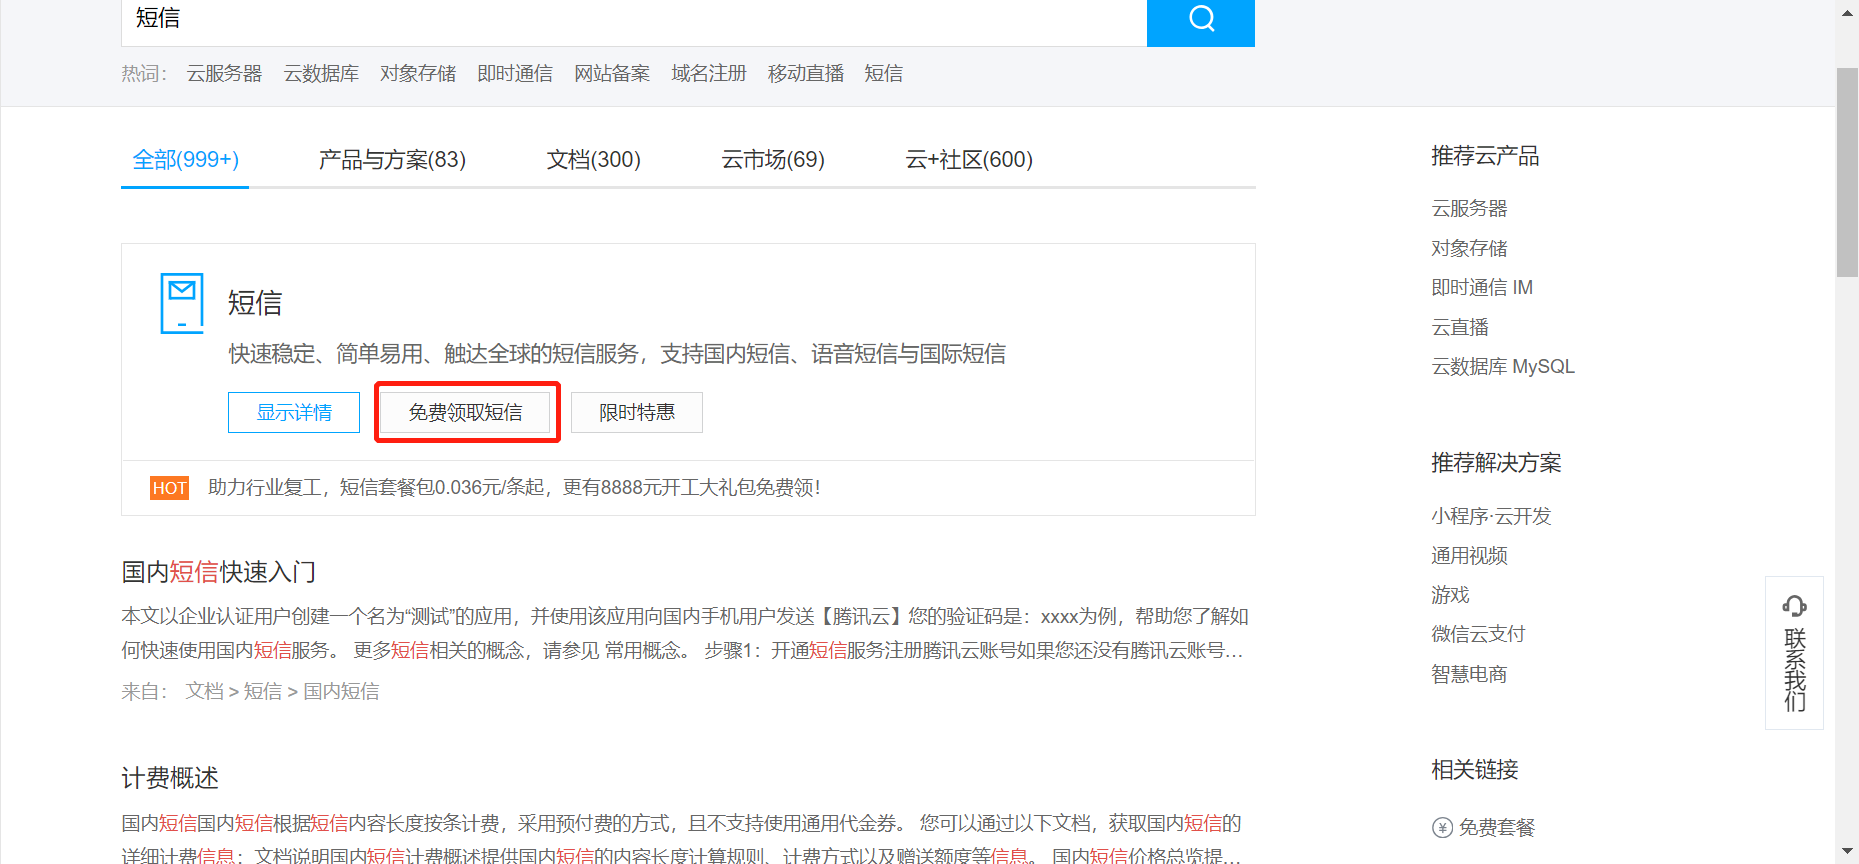 短信
热词： 云服务器 云数据库 对象存储 即时通信 网站备案 域名注册 移动直播 短信
全部(999+) 产品与方案(83) 文档(300) 云市场(69) 云+社区(600)
短信
快速稳定、简单易用、触达全球的短信服务，支持国内短信、语音短信与国际短信
显示详情 免费领取短信 限时特惠
HOT 助力行业复工，短信套餐包0.036元/条起，更有8888元开工大礼包免费领！
国内短信快速入门
本文以企业认证用户创建一个名为“测试”的应用，并使用该应用向国内手机用户发送【腾讯云】您的验证码是：xxxx为例，帮助您了解如
何快速使用国内短信服务。 更多短信相关的概念，请参见 常用概念。 步骤1：开通短信服务注册腾讯云账号如果您还没有腾讯云账号…
来自： 文档 > 短信 > 国内短信
计费概述
国内短信国内短信根据短信内容长度按条计费，采用预付费的方式，且不支持使用通用代金券。 您可以通过以下文档，获取国内短信的
详细计费信息：文档说明国内短信计费概述提供国内短信的内容长度计算规则、计费方式以及赠送额度等信息。 国内短信价格总览提…
推荐云产品
云服务器
对象存储
即时通信 IM
云直播
云数据库 MySQL
推荐解决方案
小程序·云开发
通用视频
游戏
微信云支付
智慧电商
相关链接
¥ 免费套餐
联系我们